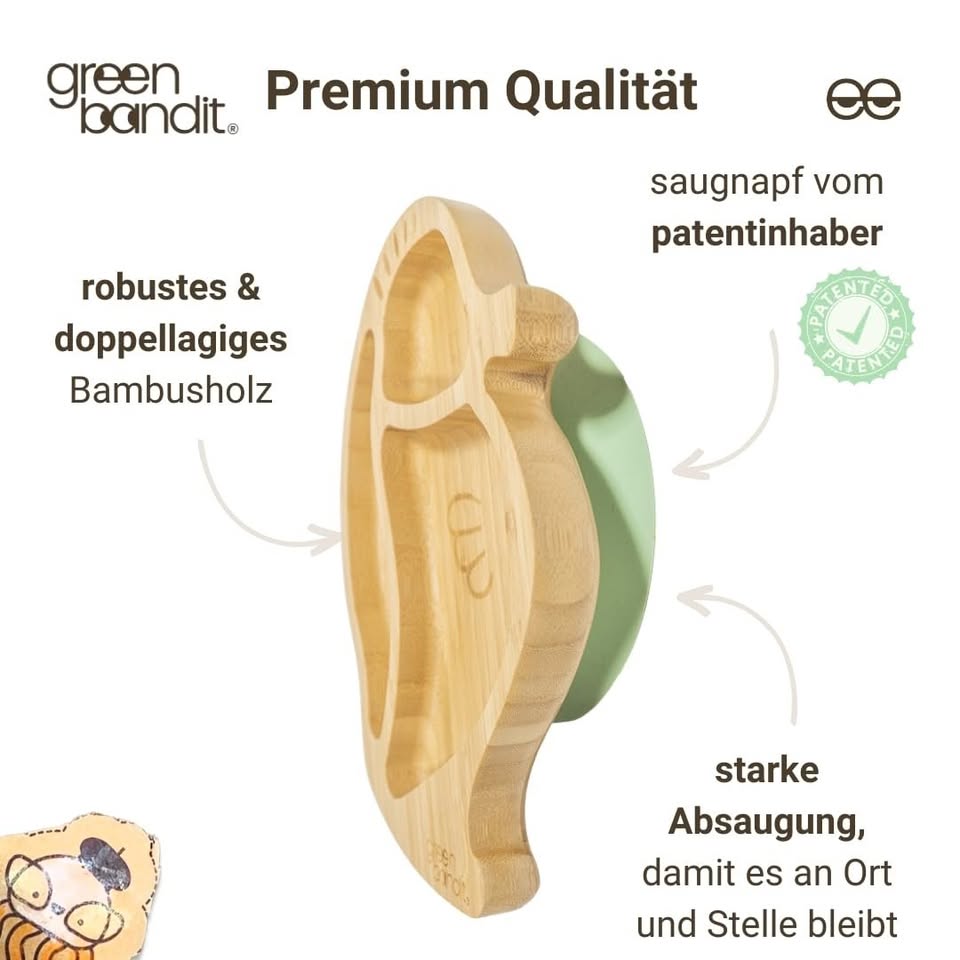 green
bandit®
Premium Qualität
saugnapf vom
patentinhaber
PATENTED
PATENTED
robustes &
doppellagiges
Bambusholz
starke
Absaugung,
damit es an Ort
und Stelle bleibt
green
bandit